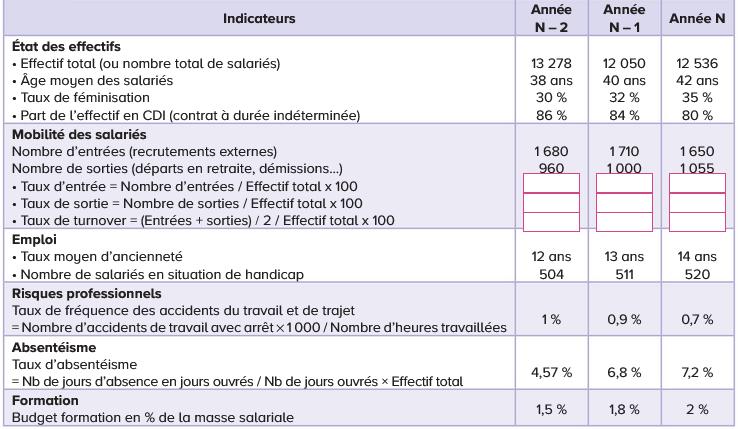 Indicateurs Année N – 2 Année N – 1 Année N
État des effectifs
• Effectif total (ou nombre total de salariés) 13 278 12 050 12 536
• Âge moyen des salariés 38 ans 40 ans 42 ans
• Taux de féminisation 30 % 32 % 35 %
• Part de l’effectif en CDI (contrat à durée indéterminée) 86 % 84 % 80 %
Mobilité des salariés
Nombre d’entrées (recrutements externes) 1 680 1 710 1 650
Nombre de sorties (départs en retraite, démissions…) 960 1 000 1 055
• Taux d’entrée = Nombre d’entrées / Effectif total x 100
• Taux de sortie = Nombre de sorties / Effectif total x 100
• Taux de turnover = (Entrées + sorties) / 2 / Effectif total x 100
Emploi
• Taux moyen d’ancienneté 12 ans 13 ans 14 ans
• Nombre de salariés en situation de handicap 504 511 520
Risques professionnels
Taux de fréquence des accidents du travail et de trajet
= Nombre d’accidents de travail avec arrêt × 1 000 / Nombre d’heures travaillées 1 % 0,9 % 0,7 %
Absentéisme
Taux d’absentéisme
= Nb de jours d’absence en jours ouvrés / Nb de jours ouvrés × Effectif total 4,57 % 6,8 % 7,2 %
Formation
Budget formation en % de la masse salariale 1,5 % 1,8 % 2 %